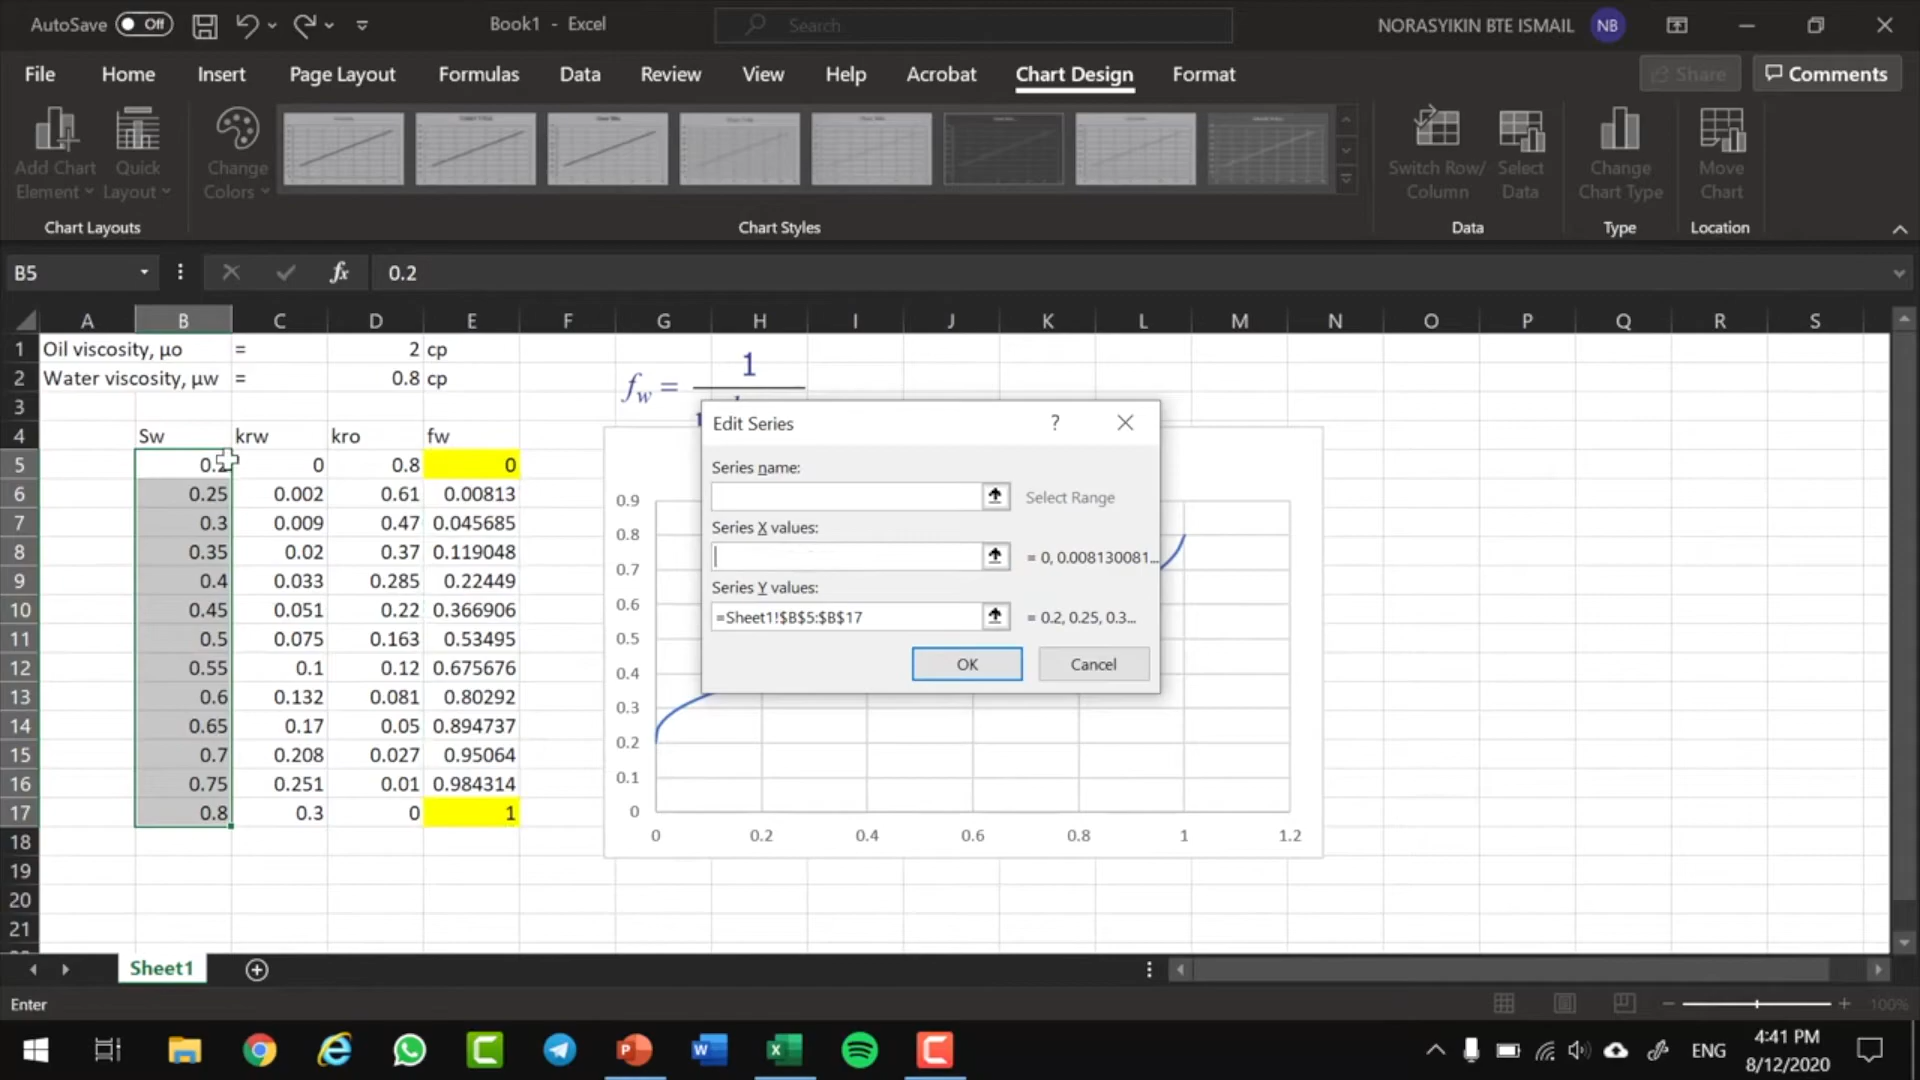 AutoSave Off
Book1 - Excel
Search
NORASYIKIN BTE ISMAIL NB
File Home Insert Page Layout Formulas Data Review View Help Acrobat Chart Design Format
Share Comments
Add Chart Element
Quick Layout
Change Colors
Switch Row/ Column
Select Data
Change Chart Type
Move Chart
Chart Layouts
Chart Styles
Data
Type
Location
B5 fx 0.2
A B C D E F G H I J K L M N O P Q R S
1 Oil viscosity, µo = 2 cp
2 Water viscosity, µw = 0.8 cp
3
4 Sw krw kro fw
5 0.2 0 0.8 0
6 0.25 0.002 0.61 0.00813
7 0.3 0.009 0.47 0.045685
8 0.35 0.02 0.37 0.119048
9 0.4 0.033 0.285 0.22449
10 0.45 0.051 0.22 0.366906
11 0.5 0.075 0.163 0.53495
12 0.55 0.1 0.12 0.675676
13 0.6 0.132 0.081 0.80292
14 0.65 0.17 0.05 0.894737
15 0.7 0.208 0.027 0.95064
16 0.75 0.251 0.01 0.984314
17 0.8 0.3 0 1
18
19
20
21
1
fw =
Edit Series ?
Series name:
Select Range
Series X values:
= 0, 0.008130081...
Series Y values:
=Sheet1!$B$5:$B$17 = 0.2, 0.25, 0.3...
OK Cancel
0.9
0.8
0.7
0.6
0.5
0.4
0.3
0.2
0.1
0
0 0.2 0.4 0.6 0.8 1 1.2
Sheet1
Enter
100%
ENG
4:41 PM
8/12/2020